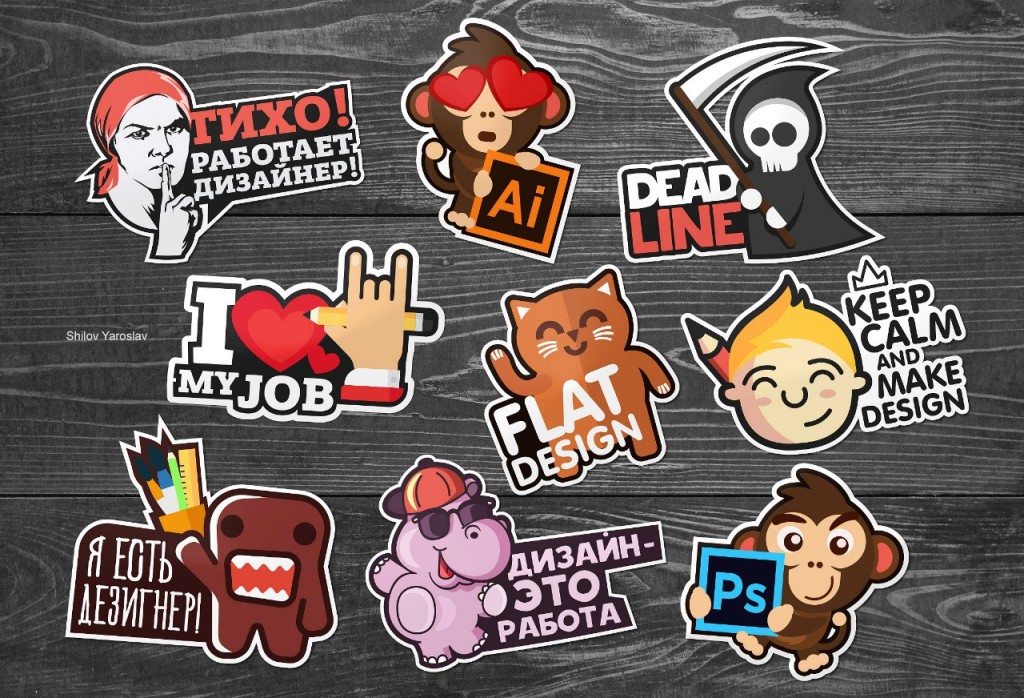 ТИХО!
РАБОТАЕТ
ДИЗАЙНЕР!
Ai
DEAD
LINE
Shilov Yaroslav
I
MY JOB
FLAT
DESIGN
KEEP
CALM
AND
MAKE
DESIGN
Я ЕСТЬ
ДЕЗИГНЕР!
ДИЗАЙН-
ЭТО
РАБОТА
Ps